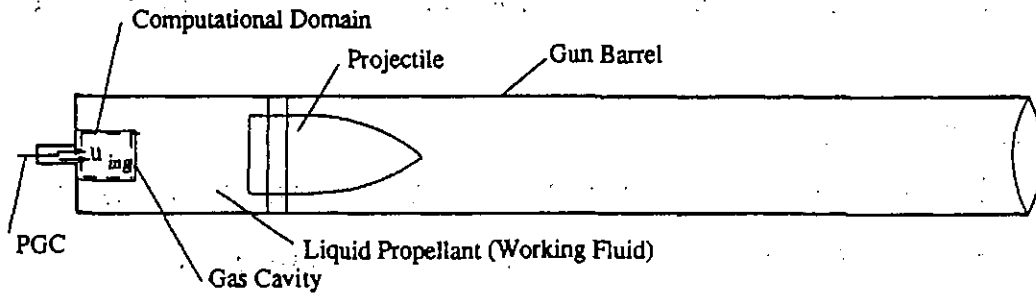 Computational Domain
Projectile
Gun Barrel
u ing
PGC
Liquid Propellant (Working Fluid)
Gas Cavity